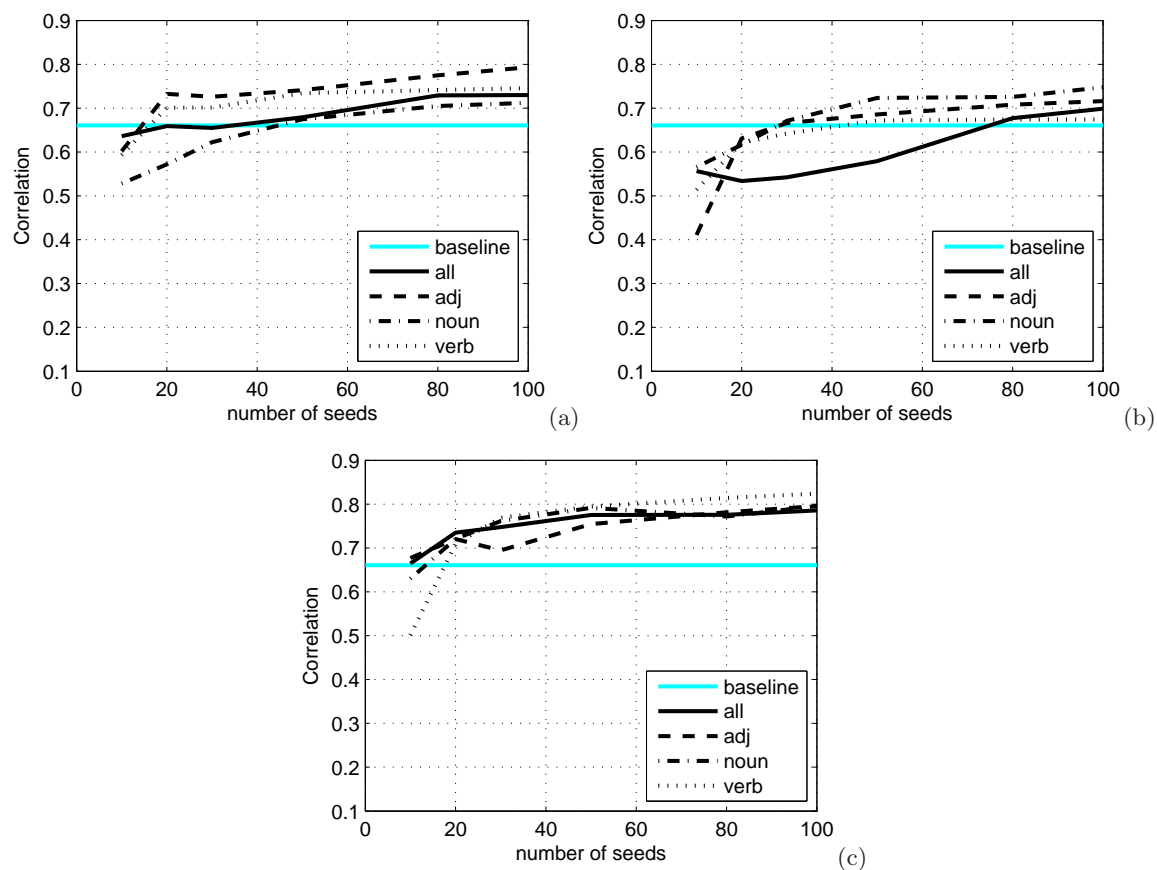 0.9
0.8
0.7
0.6
0.5
0.4
0.3
0.2
0.1
Correlation
baseline
all
adj
noun
verb
0 20 40 60 80 100
number of seeds
(a)
0.9
0.8
0.7
0.6
0.5
0.4
0.3
0.2
0.1
Correlation
baseline
all
adj
noun
verb
0 20 40 60 80 100
number of seeds
(b)
0.9
0.8
0.7
0.6
0.5
0.4
0.3
0.2
0.1
Correlation
baseline
all
adj
noun
verb
0 20 40 60 80 100
number of seeds
(c)